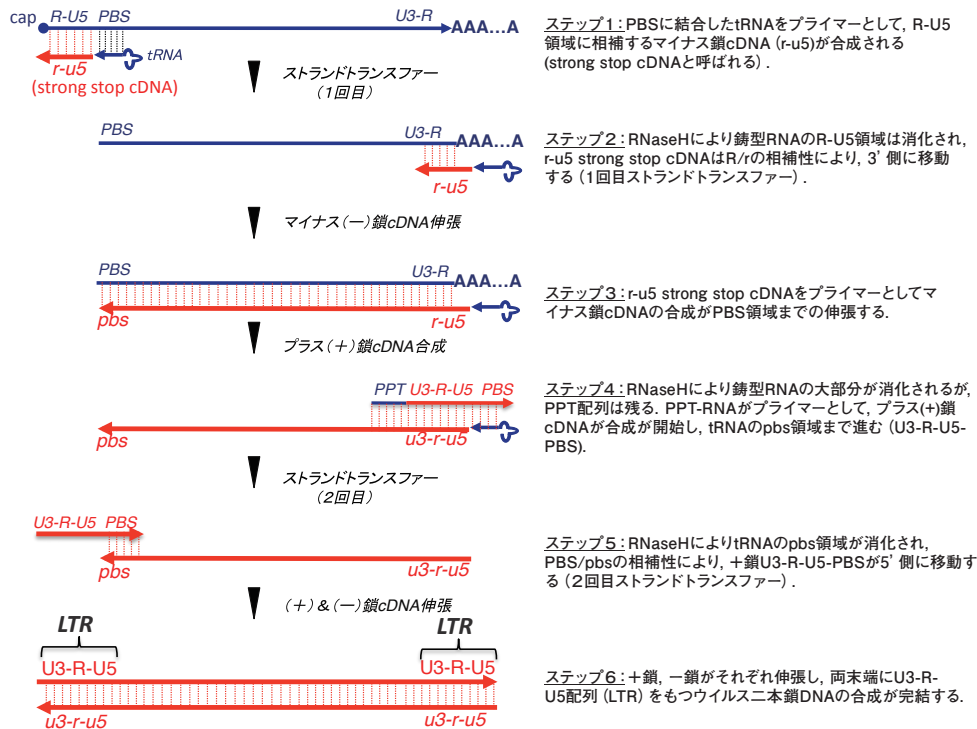 cap R-U5 PBS U3-R AAA...A
tRNA
r-u5
(strong stop cDNA)
ステップ1:PBSに結合したtRNAをプライマーとして, R-U5
領域に相補するマイナス鎖cDNA (r-u5)が合成される
(strong stop cDNAと呼ばれる) .
ストランドトランスファー
(1回目)
PBS U3-R AAA...A
r-u5
ステップ2:RNaseHにより鋳型RNAのR-U5領域は消化され,
r-u5 strong stop cDNAはR/rの相補性により, 3' 側に移動
する (1回目ストランドトランスファー) .
マイナス(ー)鎖cDNA伸張
PBS U3-R AAA...A
pbs r-u5
ステップ3:r-u5 strong stop cDNAをプライマーとしてマ
イナス鎖cDNAの合成がPBS領域までの伸張する.
プラス(+)鎖cDNA合成
PPT U3-R-U5 PBS
pbs u3-r-u5
ステップ4:RNaseHにより鋳型RNAの大部分が消化されるが,
PPT配列は残る. PPT-RNAがプライマーとして, プラス(+)鎖
cDNAが合成が開始し, tRNAのpbs領域まで進む (U3-R-U5-
PBS).
ストランドトランスファー
(2回目)
U3-R-U5 PBS
pbs u3-r-u5
ステップ5:RNaseHによりtRNAのpbs領域が消化され,
PBS/pbsの相補性により, +鎖U3-R-U5-PBSが5' 側に移動す
る (2回目ストランドトランスファー) .
(+)&(ー)鎖cDNA伸張
LTR LTR
U3-R-U5 U3-R-U5
u3-r-u5 u3-r-u5
ステップ6:+鎖, ー鎖がそれぞれ伸張し, 両末端にU3-R-
U5配列 (LTR) をもつウイルス二本鎖DNAの合成が完結する.